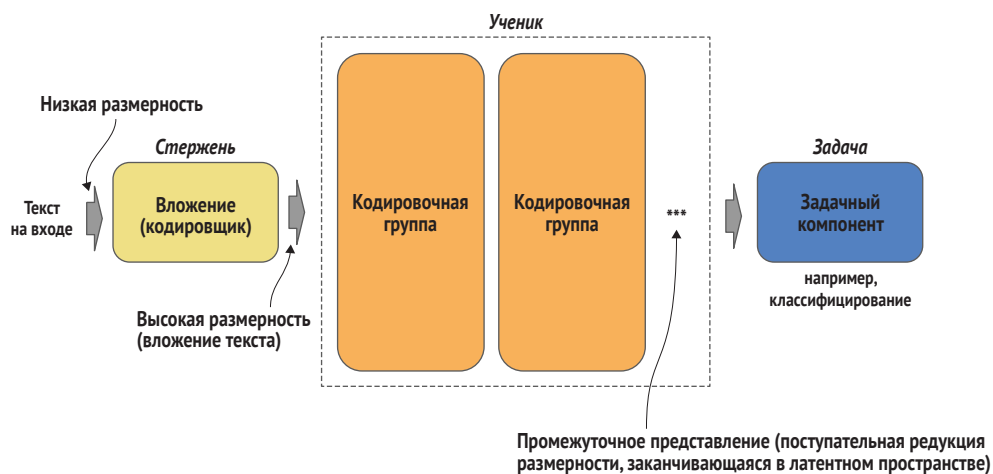 Ученик
Низкая размерность
Стержень
Задача
Текст
на входе
Вложение
(кодировщик)
Кодировочная
группа
Кодировочная
группа
***
Задачный
компонент
например,
классифицирование
Высокая размерность
(вложение текста)
Промежуточное представление (поступательная редукция
размерности, заканчивающаяся в латентном пространстве)